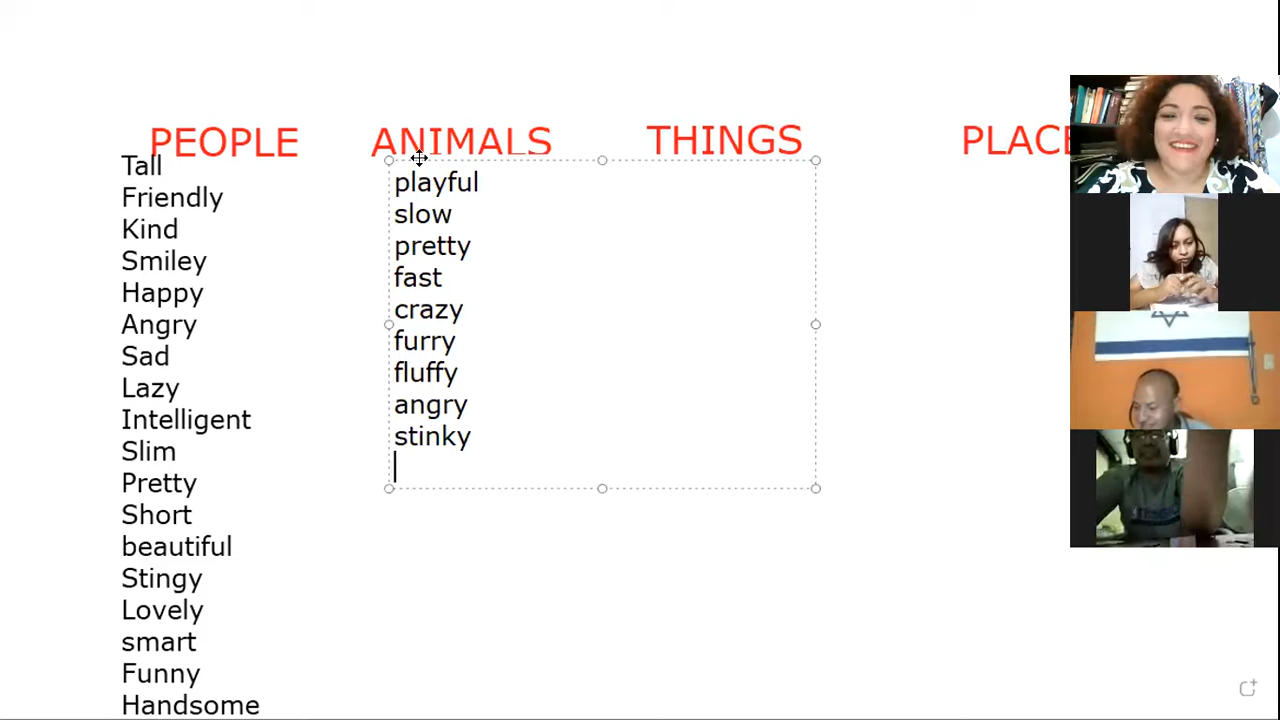 PEOPLE ANIMALS THINGS PLACE
Tall
Friendly
Kind
Smiley
Happy
Angry
Sad
Lazy
Intelligent
Slim
Pretty
Short
beautiful
Stingy
Lovely
smart
Funny
Handsome
playful
slow
pretty
fast
crazy
furry
fluffy
angry
stinky